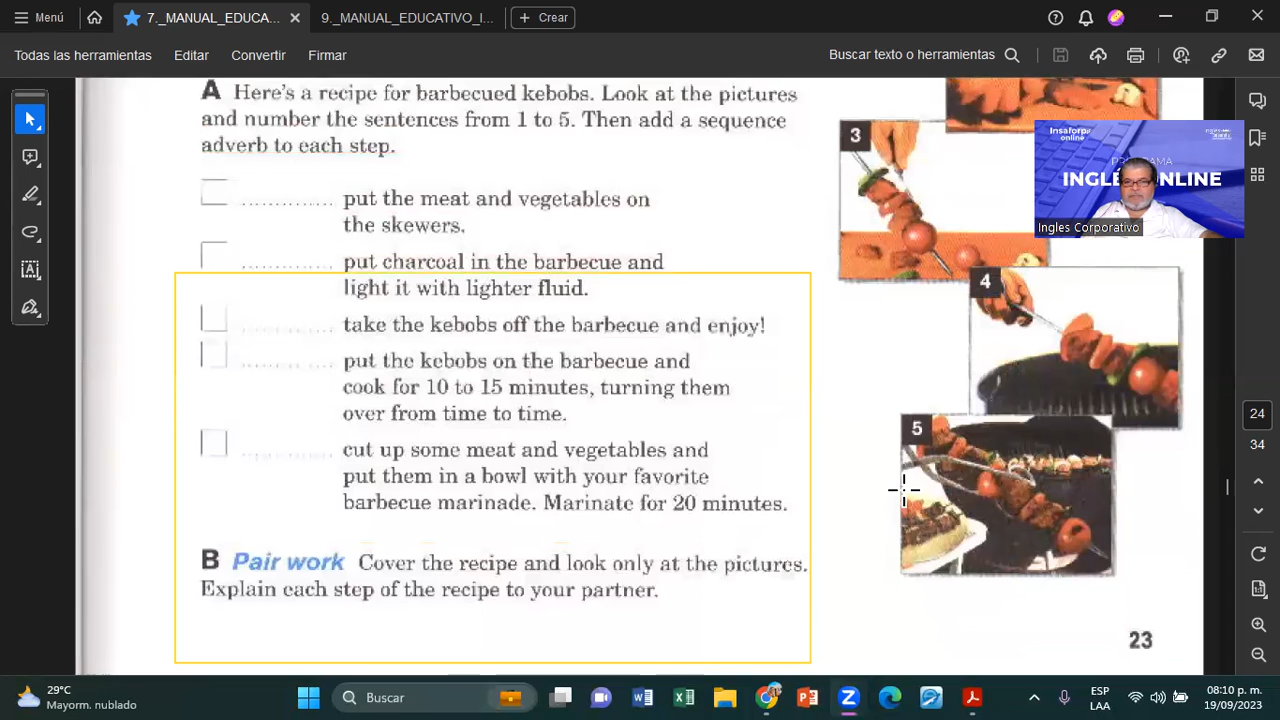 Menú
7._MANUAL_EDUCA...
9._MANUAL_EDUCATIVO_I...
Crear
Todas las herramientas
Editar
Convertir
Firmar
Buscar texto o herramientas
A Here's a recipe for barbecued kebobs. Look at the pictures
and number the sentences from 1 to 5. Then add a sequence
adverb to each step.
put the meat and vegetables on
the skewers.
put charcoal in the barbecue and
light it with lighter fluid.
take the kebobs off the barbecue and enjoy!
put the kebobs on the barbecue and
cook for 10 to 15 minutes, turning them
over from time to time.
cut up some meat and vegetables and
put them in a bowl with your favorite
barbecue marinade. Marinate for 20 minutes.
B Pair work Cover the recipe and look only at the pictures.
Explain each step of the recipe to your partner.
3
4
5
23
Insaforp
online
INGLÉS ONLINE
Ingles Corporativo
24
34
29°C
Mayorm. nublado
Buscar
ESP
LAA
08:10 p. m.
19/09/2023